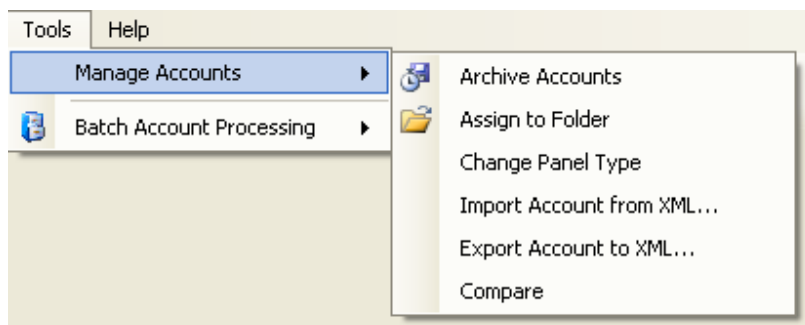 Tools Help
Manage Accounts
Batch Account Processing
Archive Accounts
Assign to Folder
Change Panel Type
Import Account from XML...
Export Account to XML...
Compare